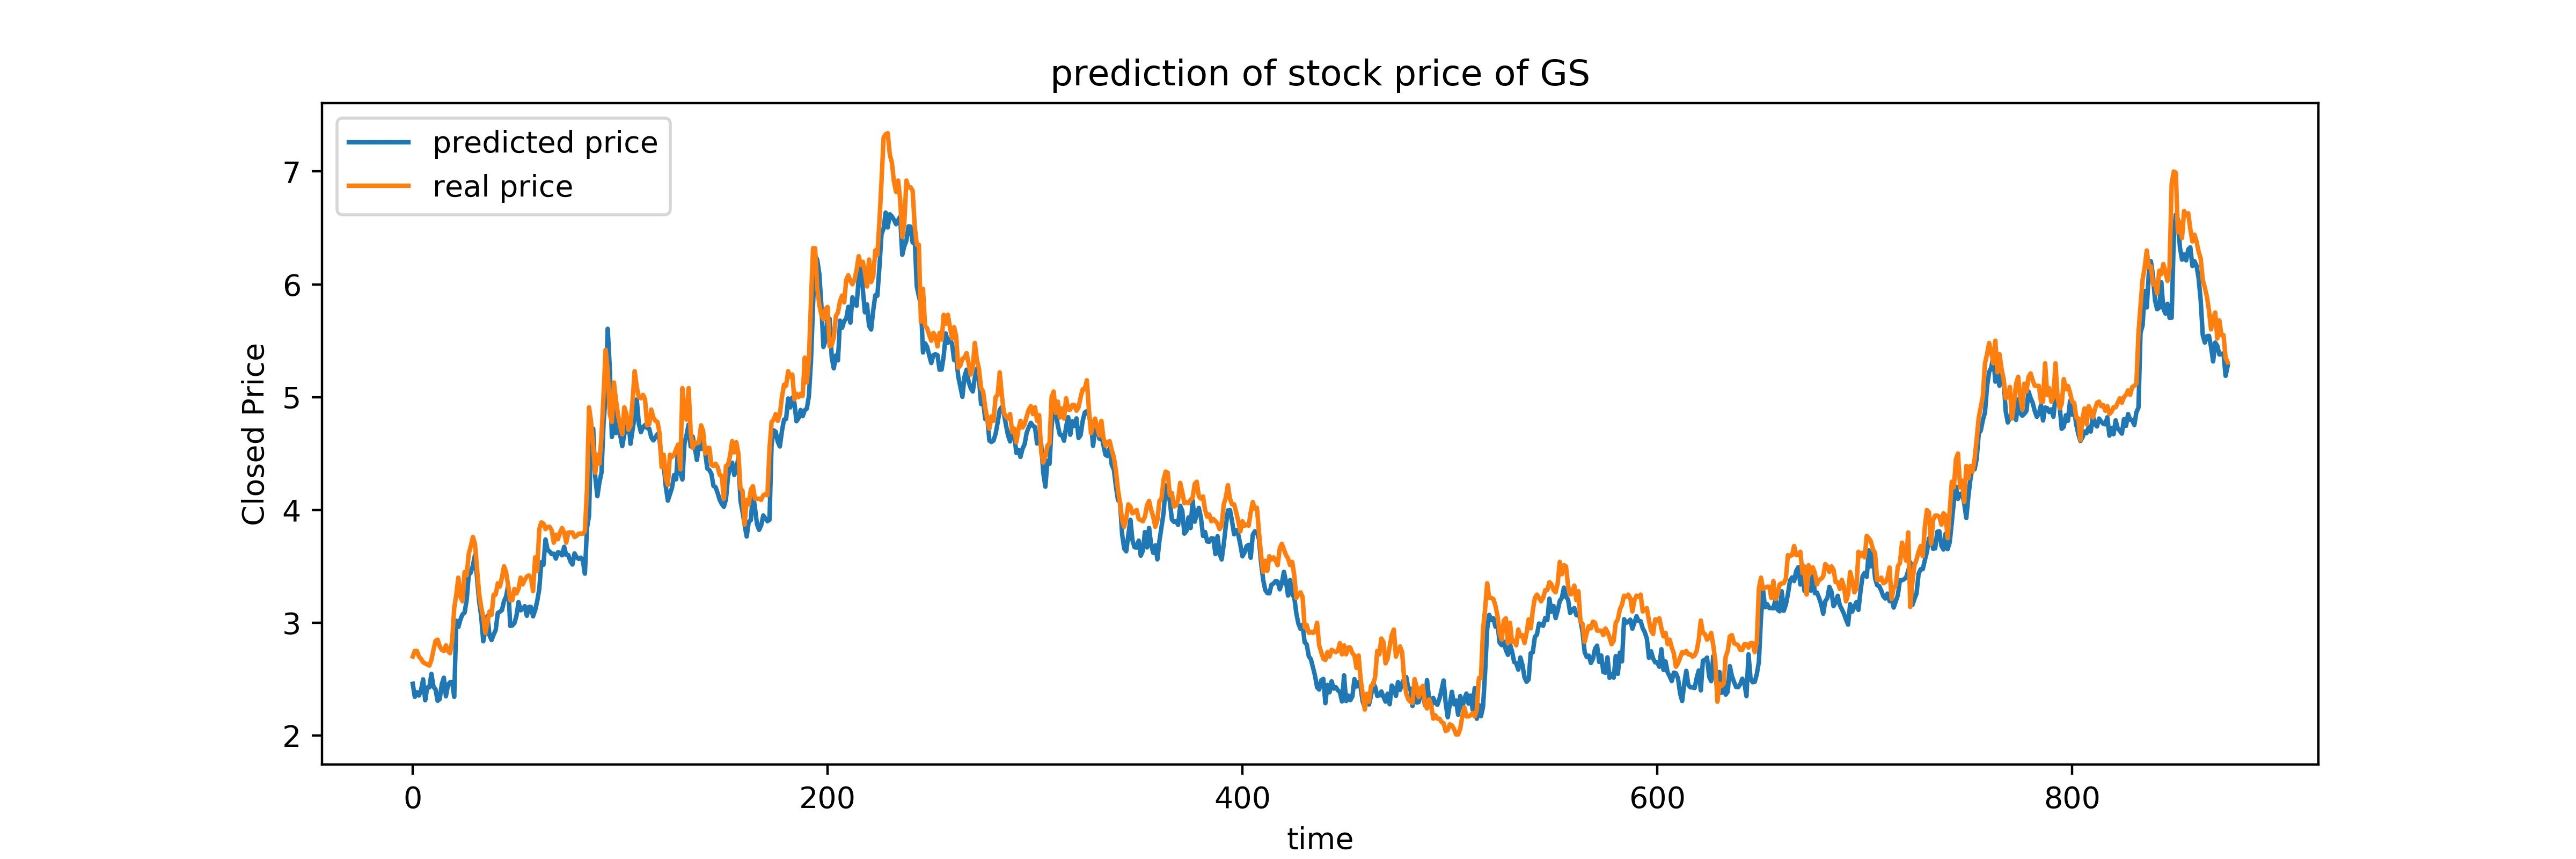 prediction of stock price of GS
predicted price
real price
Closed Price
7
6
5
4
3
2
0 200 400 600 800
time